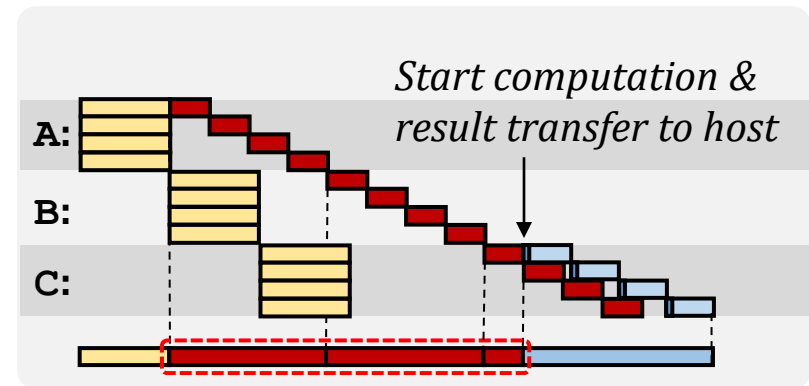 Start computation &
result transfer to host
A:
B:
C: